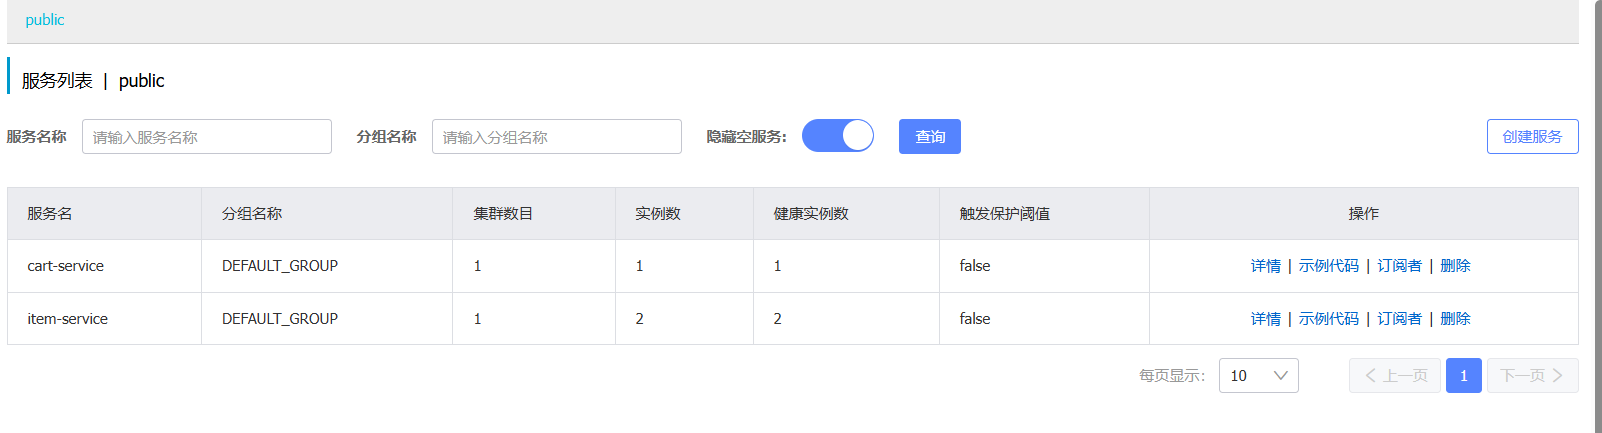 public
服务列表 | public
服务名称 请输入服务名称 分组名称 请输入分组名称 隐藏空服务: 查询 创建服务
服务名 分组名称 集群数目 实例数 健康实例数 触发保护阈值 操作
cart-service DEFAULT_GROUP 1 1 1 false 详情 | 示例代码 | 订阅者 | 删除
item-service DEFAULT_GROUP 1 2 2 false 详情 | 示例代码 | 订阅者 | 删除
每页显示: 10 上一页 1 下一页